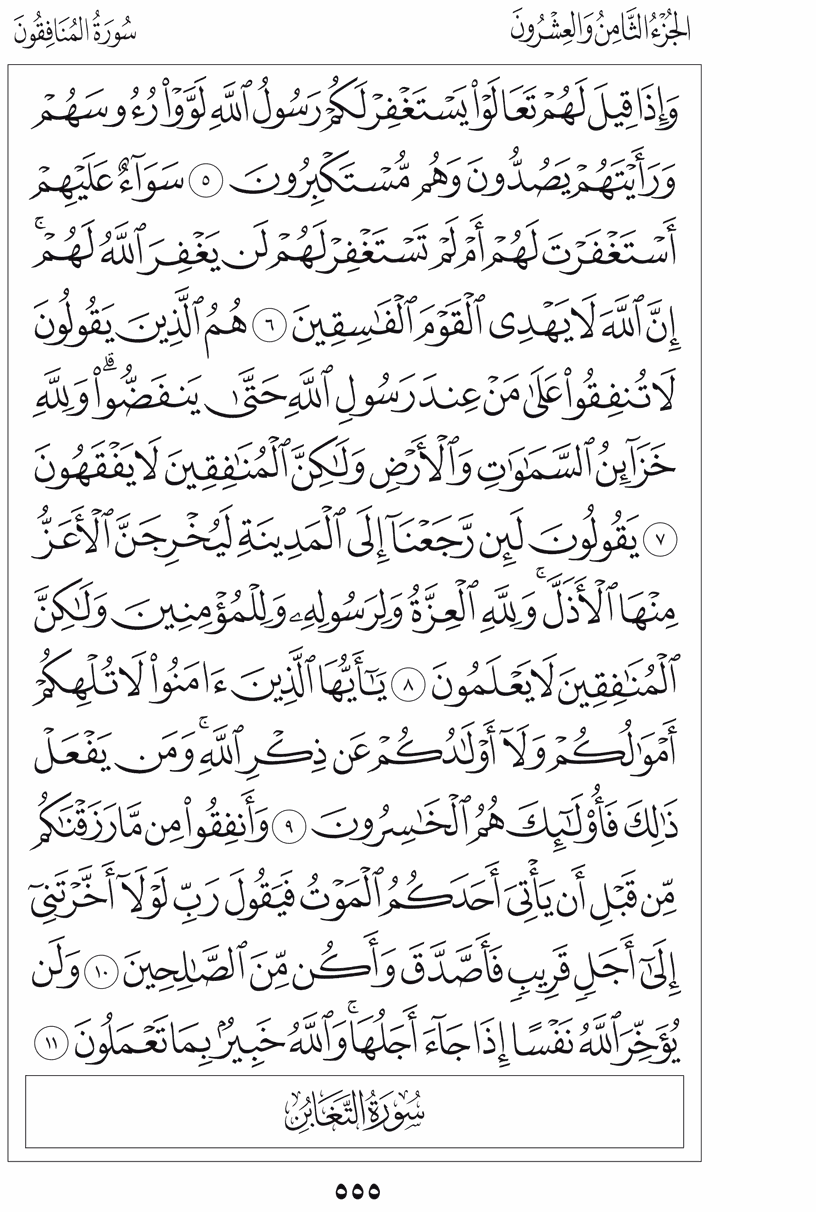 الجُزْءُ الثَّامِنُ وَالعِشْرُونَ
سُورَةُ المُنَافِقُونَ
وَإِذَا قِيلَ لَهُمْ تَعَالَوْا۟ يَسْتَغْفِرْ لَكُمْ رَسُولُ ٱللَّهِ لَوَّوْا۟ رُءُوسَهُمْ
وَرَأَيْتَهُمْ يَصُدُّونَ وَهُم مُّسْتَكْبِرُونَ ٥ سَوَآءٌ عَلَيْهِمْ
أَسْتَغْفَرْتَ لَهُمْ أَمْ لَمْ تَسْتَغْفِرْ لَهُمْ لَن يَغْفِرَ ٱللَّهُ لَهُمْ ۚ
إِنَّ ٱللَّهَ لَا يَهْدِى ٱلْقَوْمَ ٱلْفَـٰسِقِينَ ٦ هُمُ ٱلَّذِينَ يَقُولُونَ
لَا تُنفِقُوا۟ عَلَىٰ مَنْ عِندَ رَسُولِ ٱللَّهِ حَتَّىٰ يَنفَضُّوا۟ ۗ وَلِلَّهِ
خَزَآئِنُ ٱلسَّمَـٰوَٰتِ وَٱلْأَرْضِ وَلَـٰكِنَّ ٱلْمُنَـٰفِقِينَ لَا يَفْقَهُونَ
٧ يَقُولُونَ لَئِن رَّجَعْنَآ إِلَى ٱلْمَدِينَةِ لَيُخْرِجَنَّ ٱلْأَعَزُّ
مِنْهَا ٱلْأَذَلَّ ۚ وَلِلَّهِ ٱلْعِزَّةُ وَلِرَسُولِهِۦ وَلِلْمُؤْمِنِينَ وَلَـٰكِنَّ
ٱلْمُنَـٰفِقِينَ لَا يَعْلَمُونَ ٨ يَـٰٓأَيُّهَا ٱلَّذِينَ ءَامَنُوا۟ لَا تُلْهِكُمْ
أَمْوَٰلُكُمْ وَلَآ أَوْلَـٰدُكُمْ عَن ذِكْرِ ٱللَّهِ ۚ وَمَن يَفْعَلْ
ذَٰلِكَ فَأُو۟لَـٰٓئِكَ هُمُ ٱلْخَـٰسِرُونَ ٩ وَأَنفِقُوا۟ مِن مَّا رَزَقْنَـٰكُم
مِّن قَبْلِ أَن يَأْتِىَ أَحَدَكُمُ ٱلْمَوْتُ فَيَقُولَ رَبِّ لَوْلَآ أَخَّرْتَنِىٓ
إِلَىٰٓ أَجَلٍ قَرِيبٍ فَأَصَّدَّقَ وَأَكُن مِّنَ ٱلصَّـٰلِحِينَ ١٠ وَلَن
يُؤَخِّرَ ٱللَّهُ نَفْسًا إِذَا جَآءَ أَجَلُهَا ۚ وَٱللَّهُ خَبِيرٌۢ بِمَا تَعْمَلُونَ ١١
سُورَةُ التَّغَابُنِ
٥٥٥